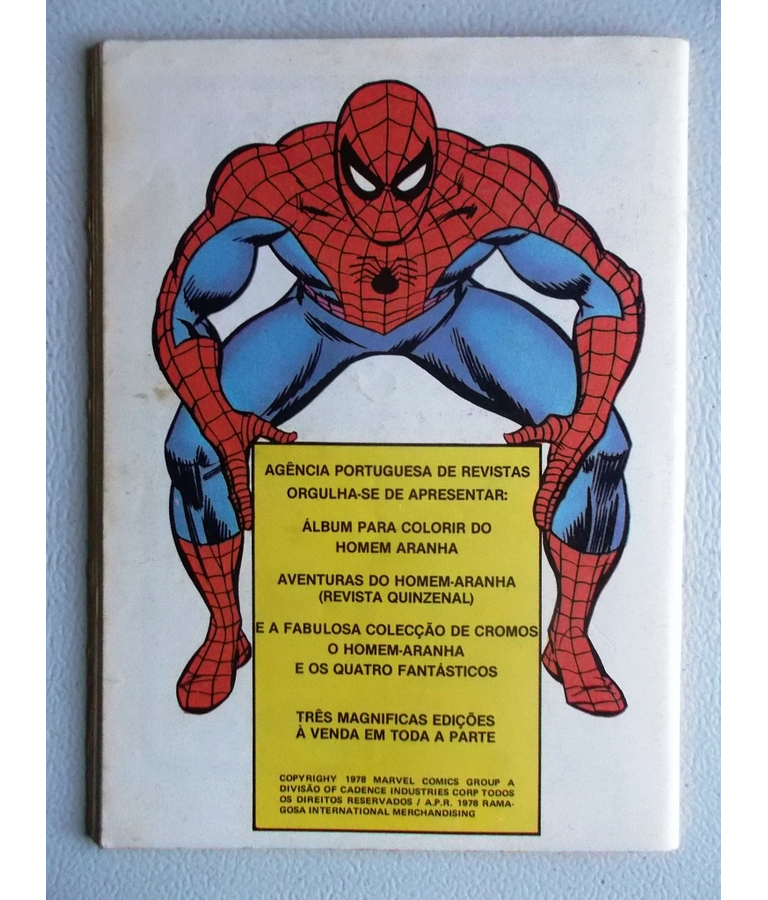 AGÊNCIA PORTUGUESA DE REVISTAS
ORGULHA-SE DE APRESENTAR:
ÁLBUM PARA COLORIR DO
HOMEM ARANHA
AVENTURAS DO HOMEM-ARANHA
(REVISTA QUINZENAL)
E A FABULOSA COLECÇÃO DE CROMOS
O HOMEM-ARANHA
E OS QUATRO FANTÁSTICOS
TRÊS MAGNIFICAS EDIÇÕES
À VENDA EM TODA A PARTE
COPYRIGHY 1978 MARVEL COMICS GROUP A
DIVISÃO OF CADENCE INDUSTRIES CORP TODOS
OS DIREITOS RESERVADOS / A.P.R. 1978 RAMA-
GOSA INTERNATIONAL MERCHANDISING